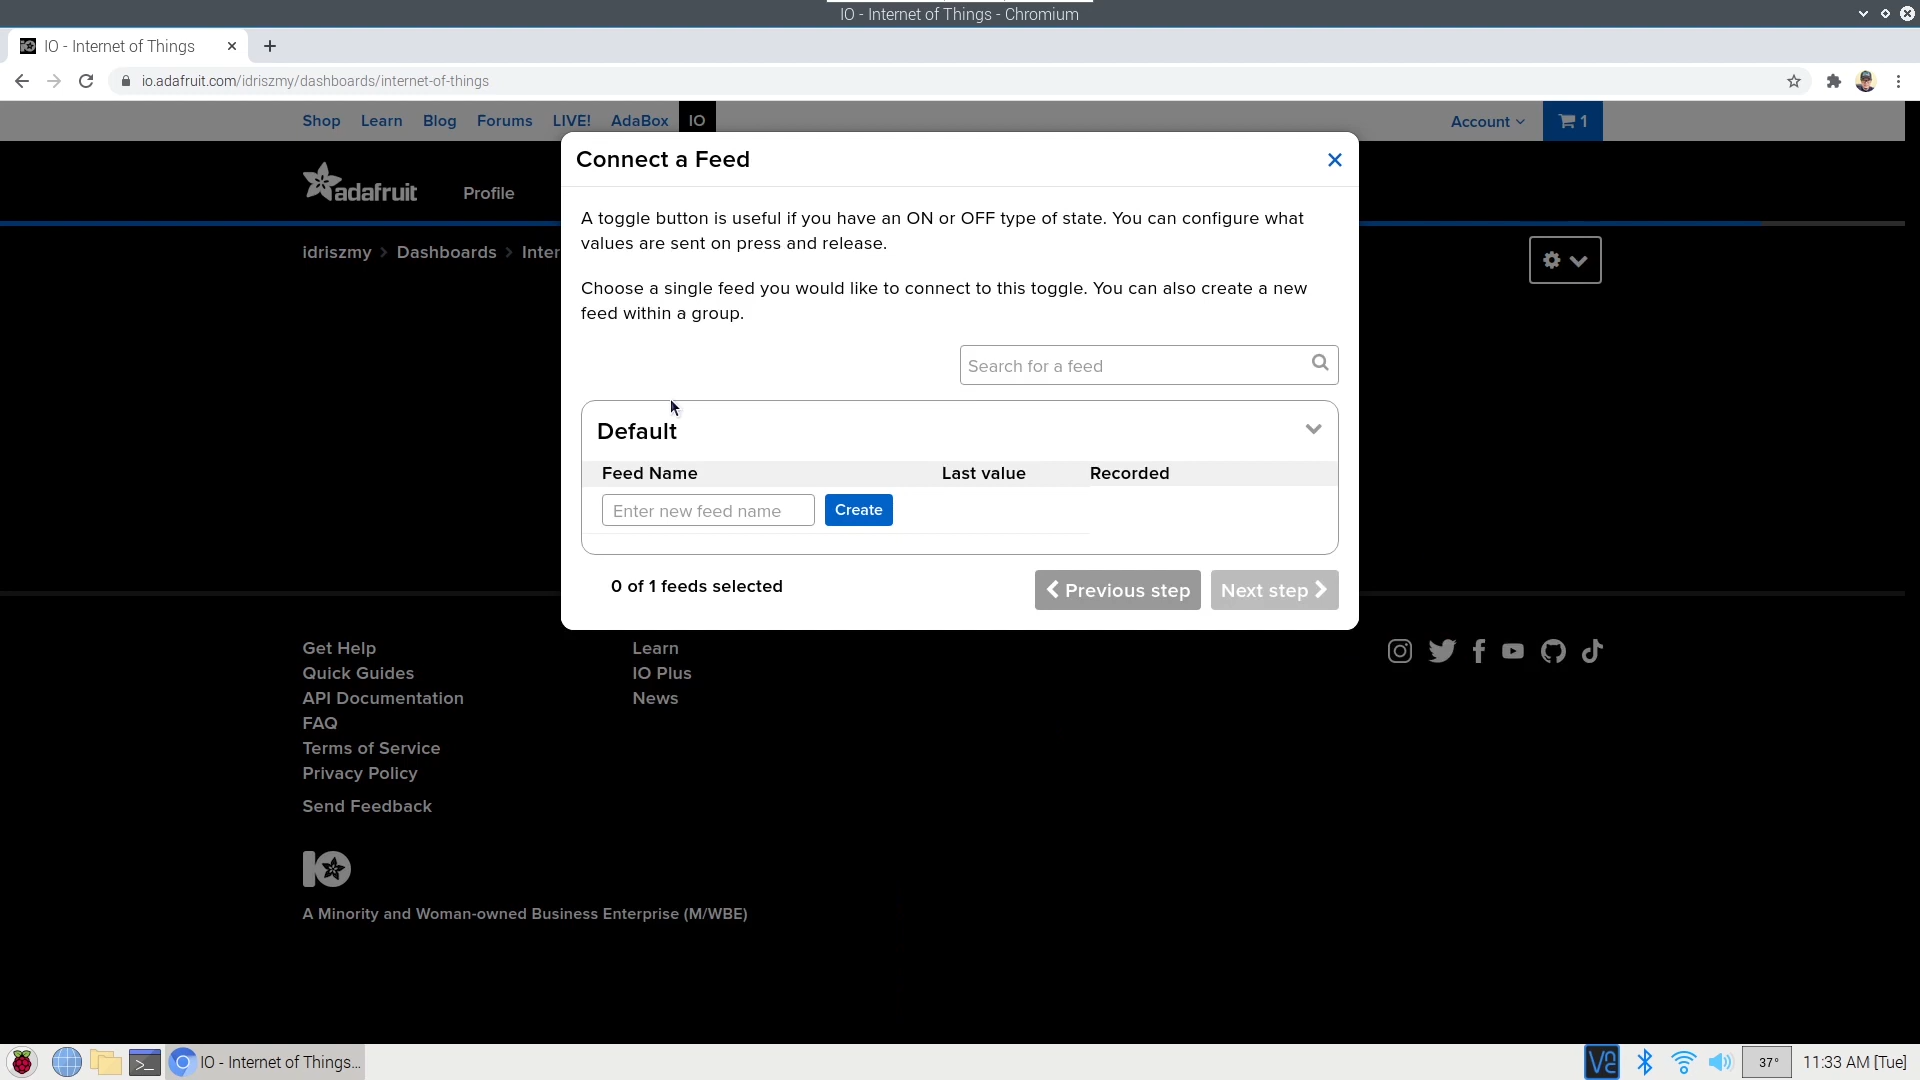 IO - Internet of Things - Chromium
IO - Internet of Things
io.adafruit.com/idriszmy/dashboards/internet-of-things
Shop Learn Blog Forums LIVE! AdaBox IO Account 1
adafruit Profile
idriszmy > Dashboards > Inter
Connect a Feed
A toggle button is useful if you have an ON or OFF type of state. You can configure what
values are sent on press and release.
Choose a single feed you would like to connect to this toggle. You can also create a new
feed within a group.
Search for a feed
Default
Feed Name Last value Recorded
Enter new feed name Create
0 of 1 feeds selected
Previous step Next step
Get Help
Quick Guides
API Documentation
FAQ
Terms of Service
Privacy Policy
Send Feedback
Learn
IO Plus
News
IO
A Minority and Woman-owned Business Enterprise (M/WBE)
IO - Internet of Things... 37° 11:33 AM [Tue]